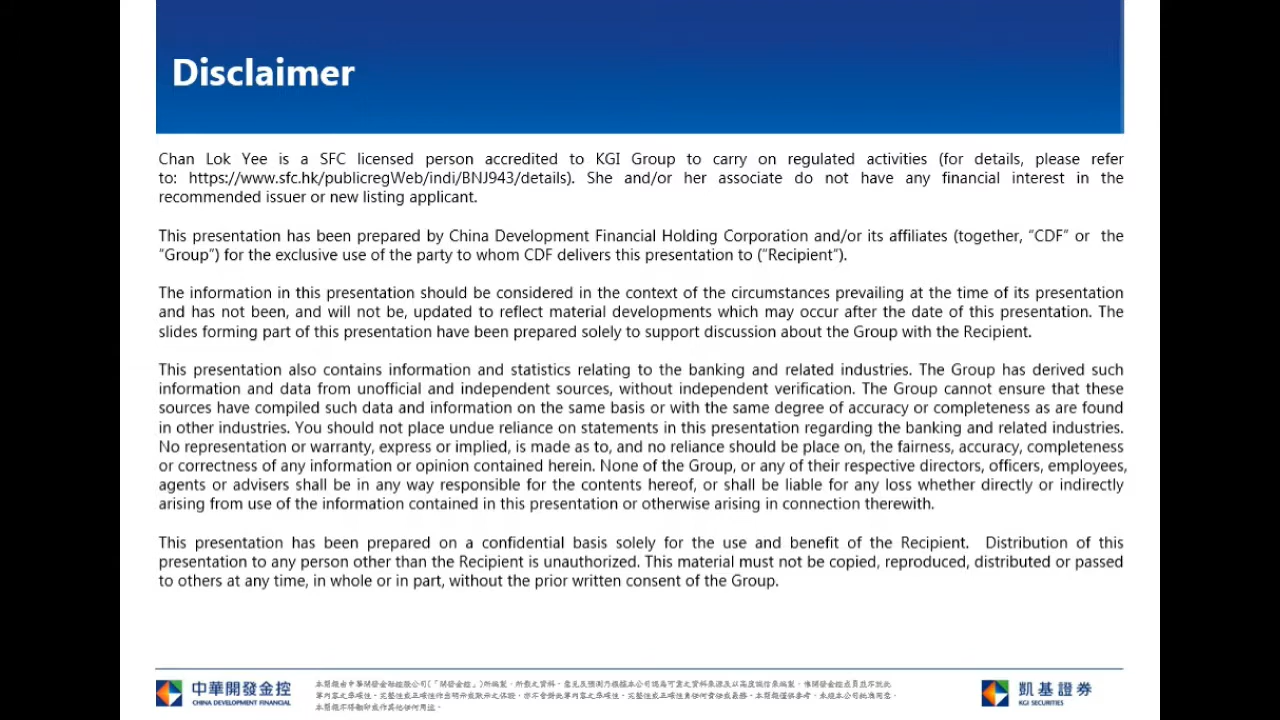 Disclaimer
Chan Lok Yee is a SFC licensed person accredited to KGI Group to carry on regulated activities (for details, please refer
to: https://www.sfc.hk/publicregWeb/indi/BNJ943/details). She and/or her associate do not have any financial interest in the
recommended issuer or new listing applicant.
This presentation has been prepared by China Development Financial Holding Corporation and/or its affiliates (together, “CDF” or the
“Group”) for the exclusive use of the party to whom CDF delivers this presentation to (“Recipient”).
The information in this presentation should be considered in the context of the circumstances prevailing at the time of its presentation
and has not been, and will not be, updated to reflect material developments which may occur after the date of this presentation. The
slides forming part of this presentation have been prepared solely to support discussion about the Group with the Recipient.
This presentation also contains information and statistics relating to the banking and related industries. The Group has derived such
information and data from unofficial and independent sources, without independent verification. The Group cannot ensure that these
sources have compiled such data and information on the same basis or with the same degree of accuracy or completeness as are found
in other industries. You should not place undue reliance on statements in this presentation regarding the banking and related industries.
No representation or warranty, express or implied, is made as to, and no reliance should be place on, the fairness, accuracy, completeness
or correctness of any information or opinion contained herein. None of the Group, or any of their respective directors, officers, employees,
agents or advisers shall be in any way responsible for the contents hereof, or shall be liable for any loss whether directly or indirectly
arising from use of the information contained in this presentation or otherwise arising in connection therewith.
This presentation has been prepared on a confidential basis solely for the use and benefit of the Recipient. Distribution of this
presentation to any person other than the Recipient is unauthorized. This material must not be copied, reproduced, distributed or passed
to others at any time, in whole or in part, without the prior written consent of the Group.
中華開發金控
CHINA DEVELOPMENT FINANCIAL
凱基證券
KGI SECURITIES